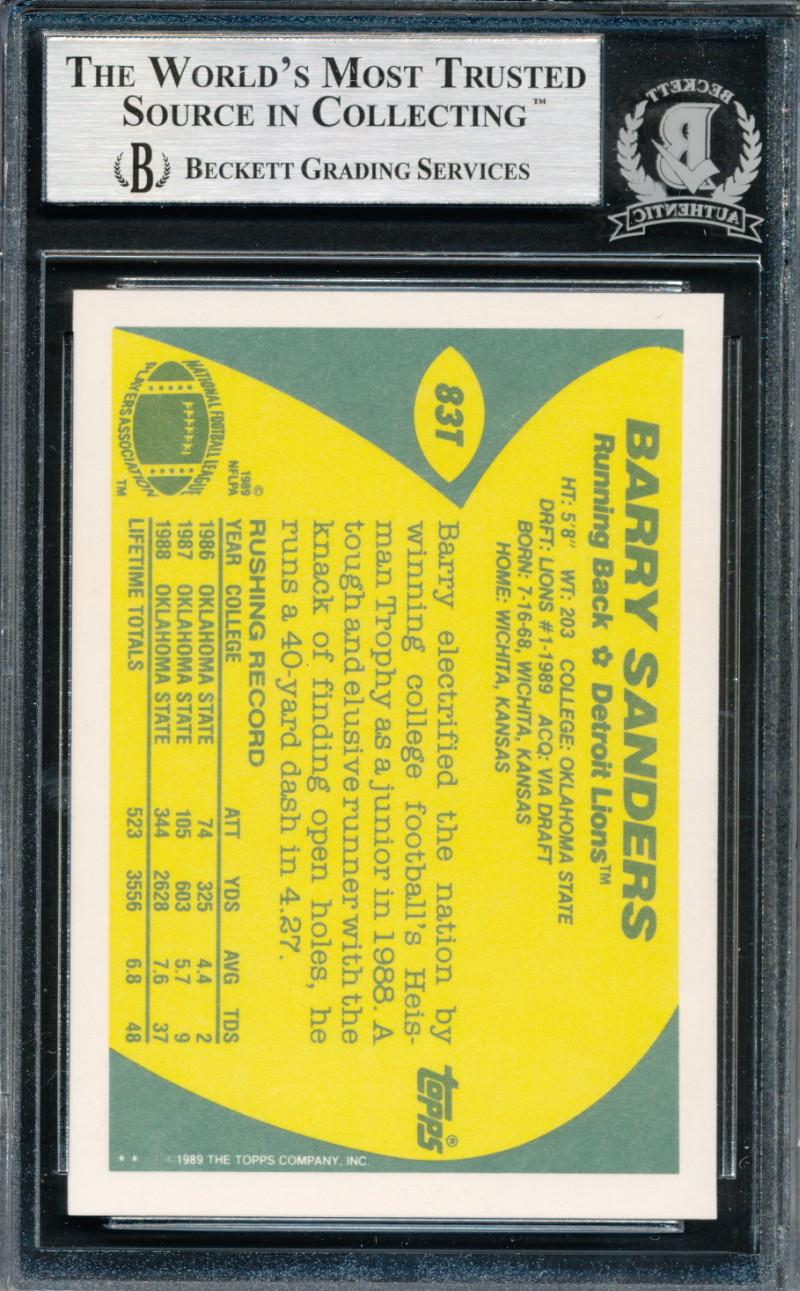 THE WORLD'S MOST TRUSTED
SOURCE IN COLLECTING™
B BECKETT GRADING SERVICES
BECKETT
AUTHENTIC
83T
BARRY SANDERS
Running Back ✿ Detroit Lions™
HT: 5'8" WT: 203 COLLEGE: OKLAHOMA STATE
DRFT: LIONS #1-1989 ACQ: VIA DRAFT
BORN: 7-16-68, WICHITA, KANSAS
HOME: WICHITA, KANSAS
Barry electrified the nation by
winning college football's Heis-
man Trophy as a junior in 1988. A
tough and elusive runner with the
knack of finding open holes, he
runs a 40-yard dash in 4.27.
topps®
NATIONAL FOOTBALL LEAGUE
PLAYERS ASSOCIATION
TM
©
1989
NFLPA
RUSHING RECORD
YEAR COLLEGE ATT YDS AVG TDS
1986 OKLAHOMA STATE 74 325 4.4 2
1987 OKLAHOMA STATE 105 603 5.7 9
1988 OKLAHOMA STATE 344 2628 7.6 37
LIFETIME TOTALS 523 3556 6.8 48
** © 1989 THE TOPPS COMPANY, INC.